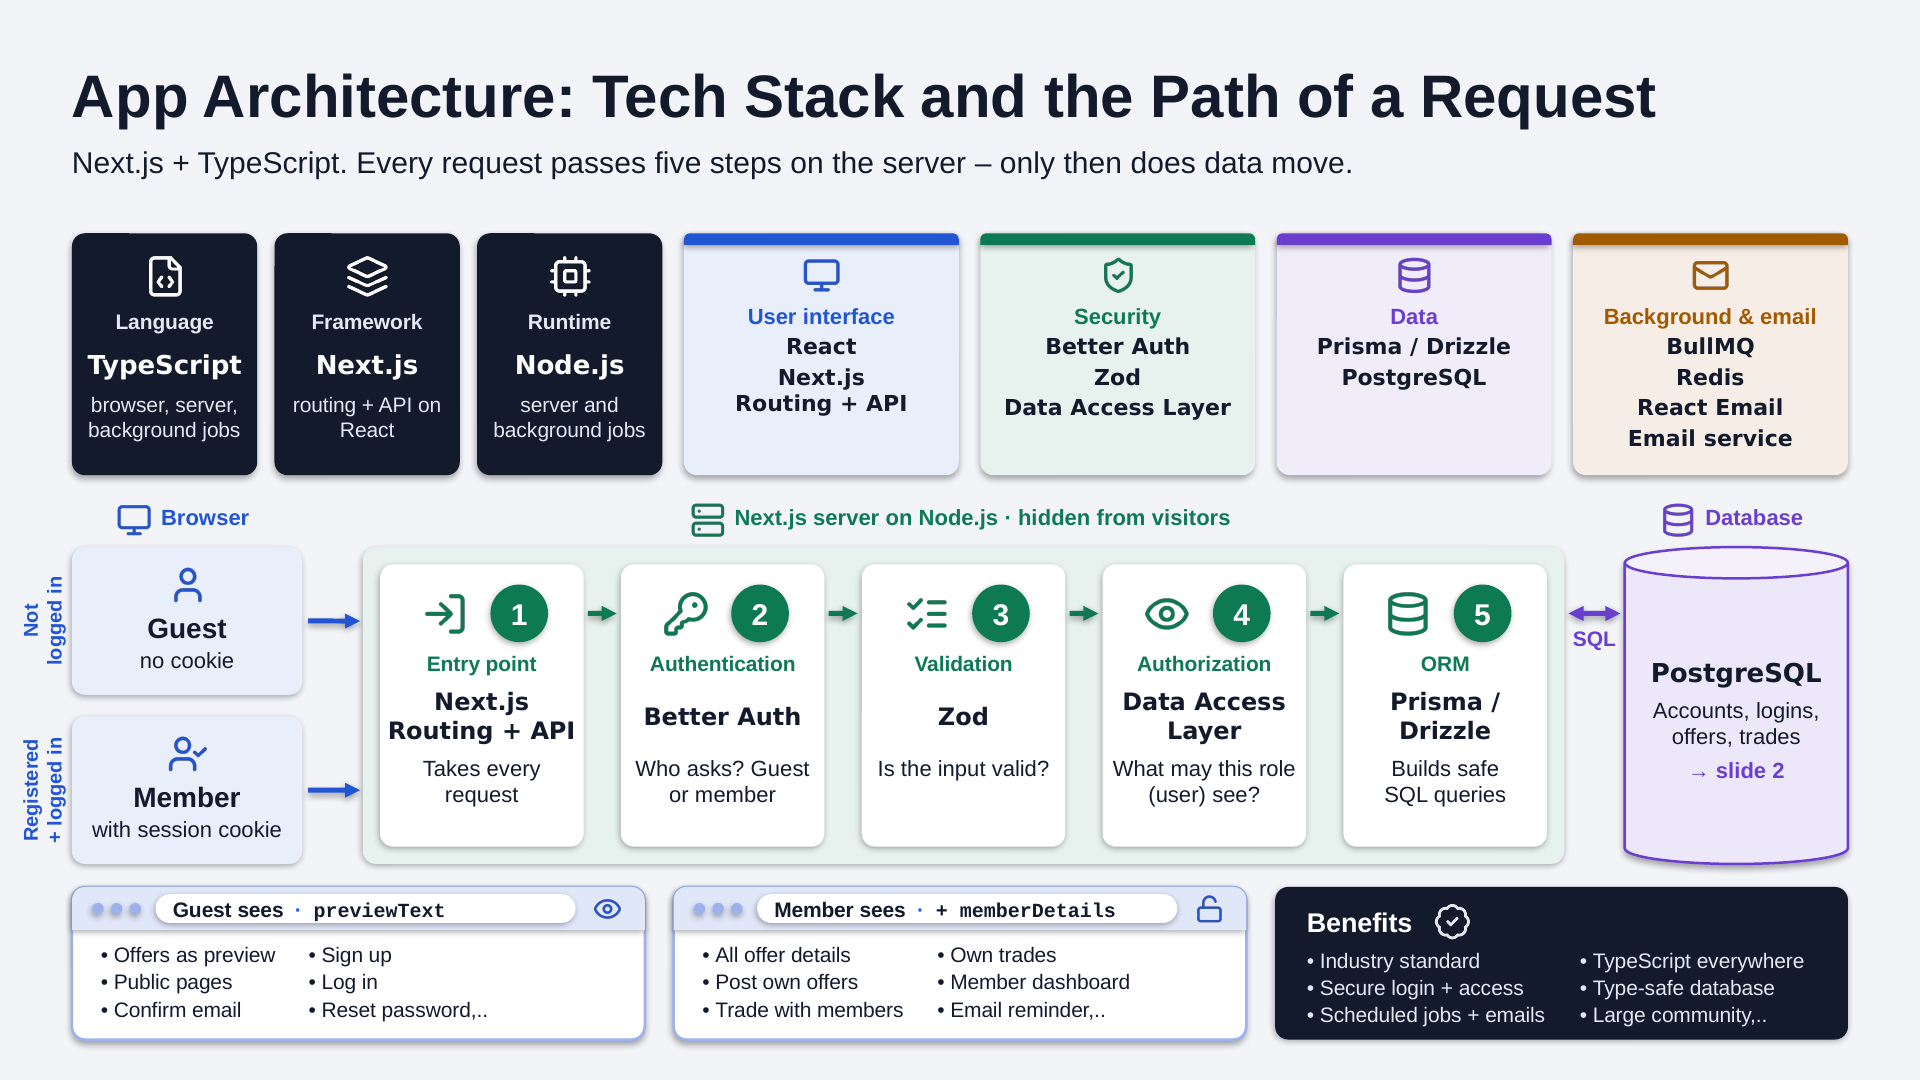 App Architecture: Tech Stack and the Path of a Request
Next.js + TypeScript. Every request passes five steps on the server – only then does data move.
Language
TypeScript
browser, server,
background jobs
Framework
Next.js
routing + API on
React
Runtime
Node.js
server and
background jobs
User interface
React
Next.js
Routing + API
Security
Better Auth
Zod
Data Access Layer
Data
Prisma / Drizzle
PostgreSQL
Background & email
BullMQ
Redis
React Email
Email service
Browser
Next.js server on Node.js · hidden from visitors
Database
Not
logged in
Guest
no cookie
Registered
+ logged in
Member
with session cookie
1
Entry point
Next.js
Routing + API
Takes every
request
2
Authentication
Better Auth
Who asks? Guest
or member
3
Validation
Zod
Is the input valid?
4
Authorization
Data Access
Layer
What may this role
(user) see?
5
ORM
Prisma /
Drizzle
Builds safe
SQL queries
SQL
PostgreSQL
Accounts, logins,
offers, trades
→ slide 2
Guest sees · previewText
• Offers as preview
• Public pages
• Confirm email
• Sign up
• Log in
• Reset password,..
Member sees · + memberDetails
• All offer details
• Post own offers
• Trade with members
• Own trades
• Member dashboard
• Email reminder,..
Benefits
• Industry standard
• Secure login + access
• Scheduled jobs + emails
• TypeScript everywhere
• Type-safe database
• Large community,..